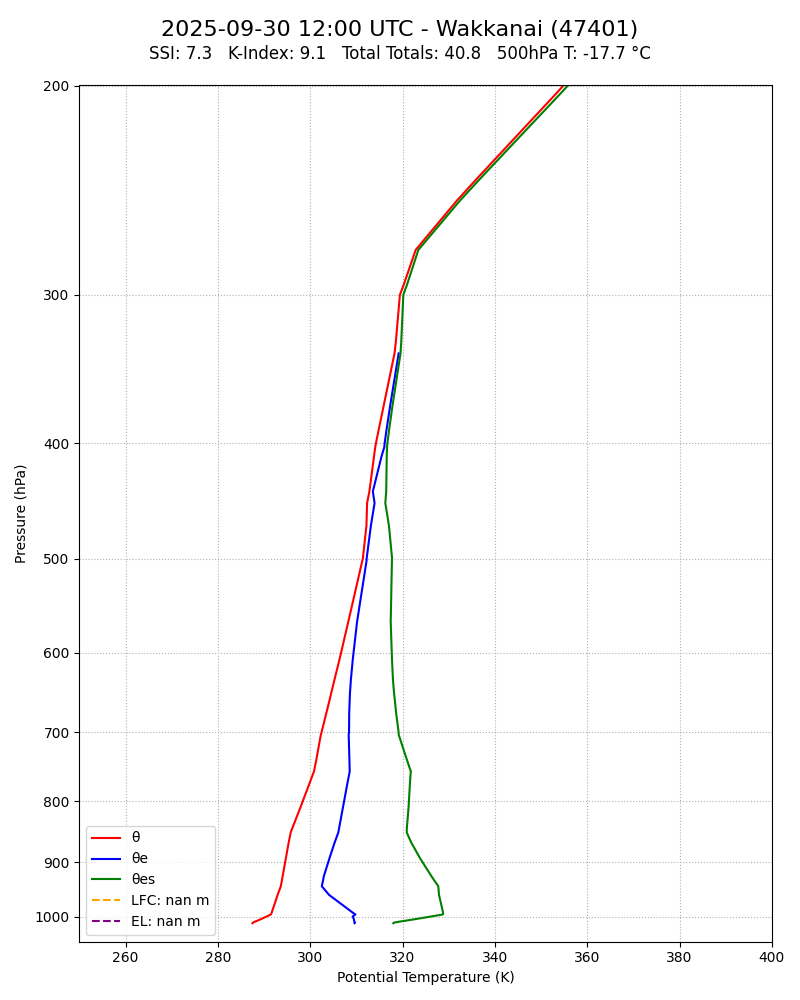 2025-09-30 12:00 UTC - Wakkanai (47401)
SSI: 7.3   K-Index: 9.1   Total Totals: 40.8   500hPa T: -17.7 °C
200
300
400
500
600
700
800
900
1000
Pressure (hPa)
θ
θe
θes
LFC: nan m
EL: nan m
260 280 300 320 340 360 380 400
Potential Temperature (K)